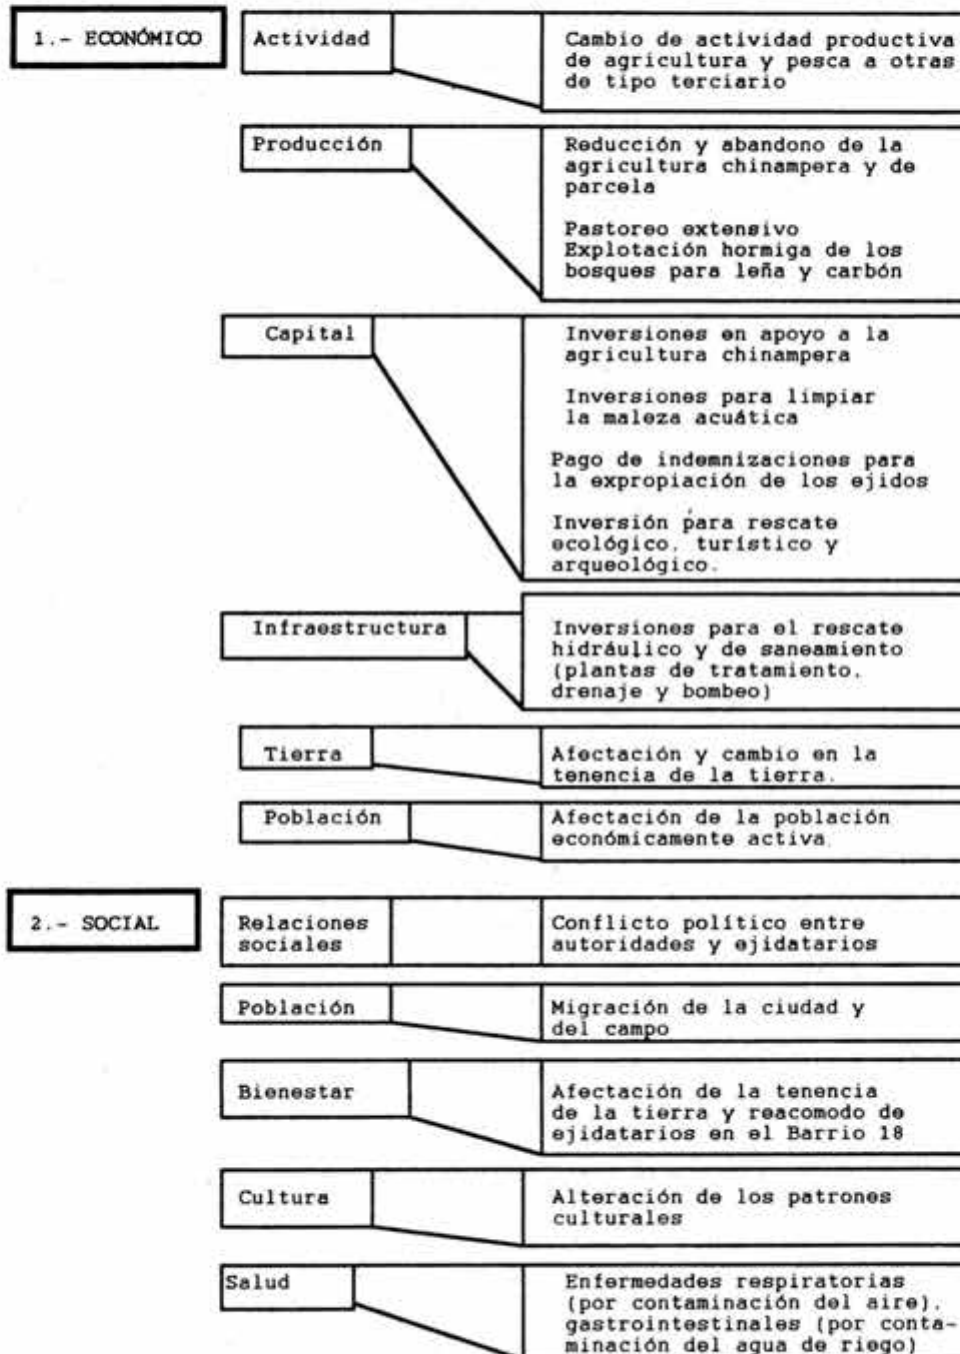 1.- ECONÓMICO
Actividad
Cambio de actividad productiva
de agricultura y pesca a otras
de tipo terciario
Producción
Reducción y abandono de la
agricultura chinampera y de
parcela
Pastoreo extensivo
Explotación hormiga de los
bosques para leña y carbón
Capital
Inversiones en apoyo a la
agricultura chinampera
Inversiones para limpiar
la maleza acuática
Pago de indemnizaciones para
la expropiación de los ejidos
Inversión para rescate
ecológico, turístico y
arqueológico.
Infraestructura
Inversiones para el rescate
hidráulico y de saneamiento
(plantas de tratamiento,
drenaje y bombeo)
Tierra
Afectación y cambio en la
tenencia de la tierra.
Población
Afectación de la población
económicamente activa.
2.- SOCIAL
Relaciones
sociales
Conflicto político entre
autoridades y ejidatarios
Población
Migración de la ciudad y
del campo
Bienestar
Afectación de la tenencia
de la tierra y reacomodo de
ejidatarios en el Barrio 18
Cultura
Alteración de los patrones
culturales
Salud
Enfermedades respiratorias
(por contaminación del aire),
gastrointestinales (por conta-
minación del agua de riego)